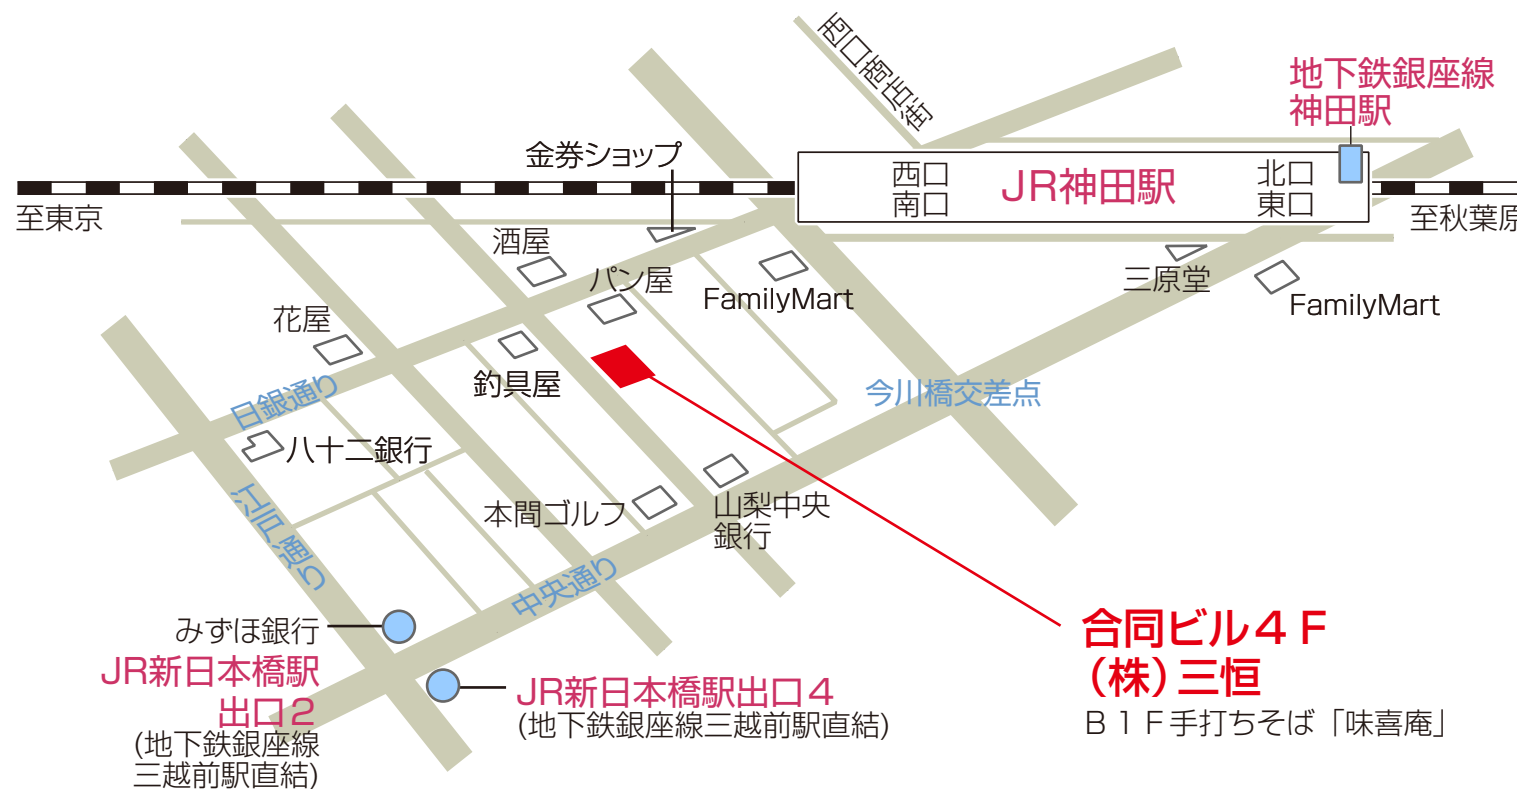 西口商店街
地下鉄銀座線
神田駅
金券ショップ
西口
南口
JR神田駅
北口
東口
至東京
至秋葉原
酒屋
パン屋
FamilyMart
三原堂
FamilyMart
花屋
釣具屋
日銀通り
今川橋交差点
八十二銀行
江戸通り
本間ゴルフ
山梨中央
銀行
中央通り
みずほ銀行
JR新日本橋駅
出口2
(地下鉄銀座線
三越前駅直結)
JR新日本橋駅出口4
(地下鉄銀座線三越前駅直結)
合同ビル4F
(株)三恒
B1F手打ちそば「味喜庵」